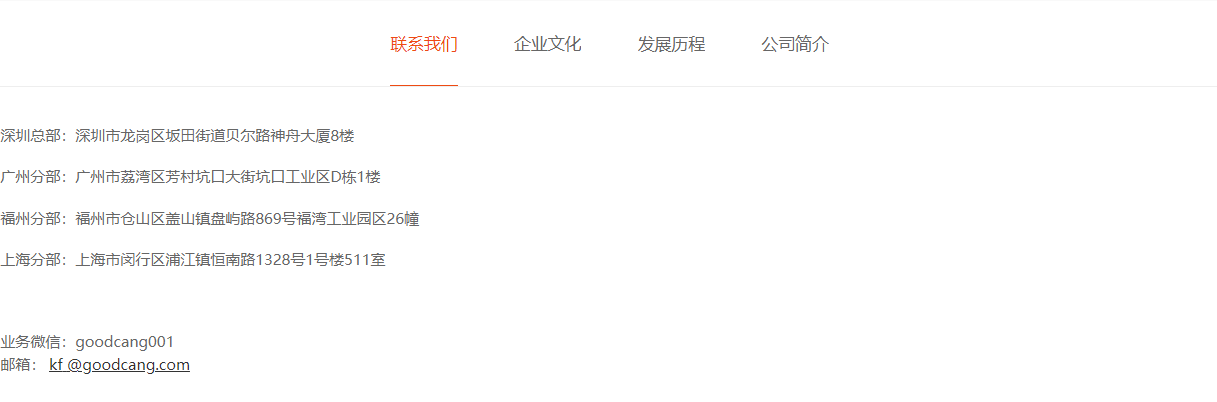 联系我们 企业文化 发展历程 公司简介
深圳总部：深圳市龙岗区坂田街道贝尔路神舟大厦8楼
广州分部：广州市荔湾区芳村坑口大街坑口工业区D栋1楼
福州分部：福州市仓山区盖山镇盘屿路869号福湾工业园区26幢
上海分部：上海市闵行区浦江镇恒南路1328号1号楼511室
业务微信：goodcang001
邮箱： kf @goodcang.com